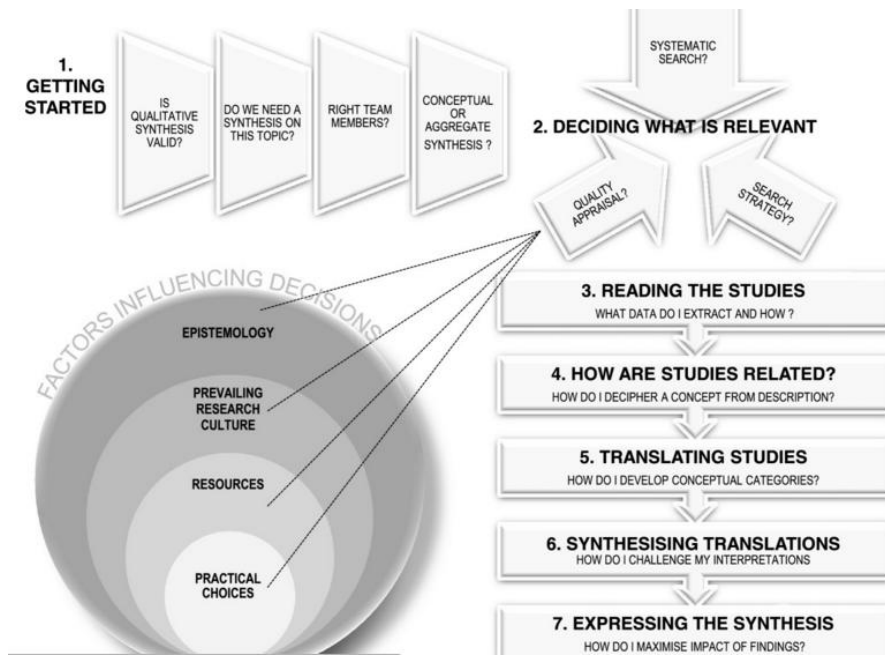 1.
GETTING
STARTED
IS
QUALITATIVE
SYNTHESIS
VALID?
DO WE NEED A
SYNTHESIS ON
THIS TOPIC?
RIGHT TEAM
MEMBERS?
CONCEPTUAL
OR
AGGREGATE
SYNTHESIS ?
SYSTEMATIC
SEARCH?
2. DECIDING WHAT IS RELEVANT
QUALITY
APPRAISAL?
SEARCH
STRATEGY?
FACTORS INFLUENCING DECISIONS
EPISTEMOLOGY
PREVAILING
RESEARCH
CULTURE
RESOURCES
PRACTICAL
CHOICES
3. READING THE STUDIES
WHAT DATA DO I EXTRACT AND HOW ?
4. HOW ARE STUDIES RELATED?
HOW DO I DECIPHER A CONCEPT FROM DESCRIPTION?
5. TRANSLATING STUDIES
HOW DO I DEVELOP CONCEPTUAL CATEGORIES?
6. SYNTHESISING TRANSLATIONS
HOW DO I CHALLENGE MY INTERPRETATIONS
7. EXPRESSING THE SYNTHESIS
HOW DO I MAXIMISE IMPACT OF FINDINGS?